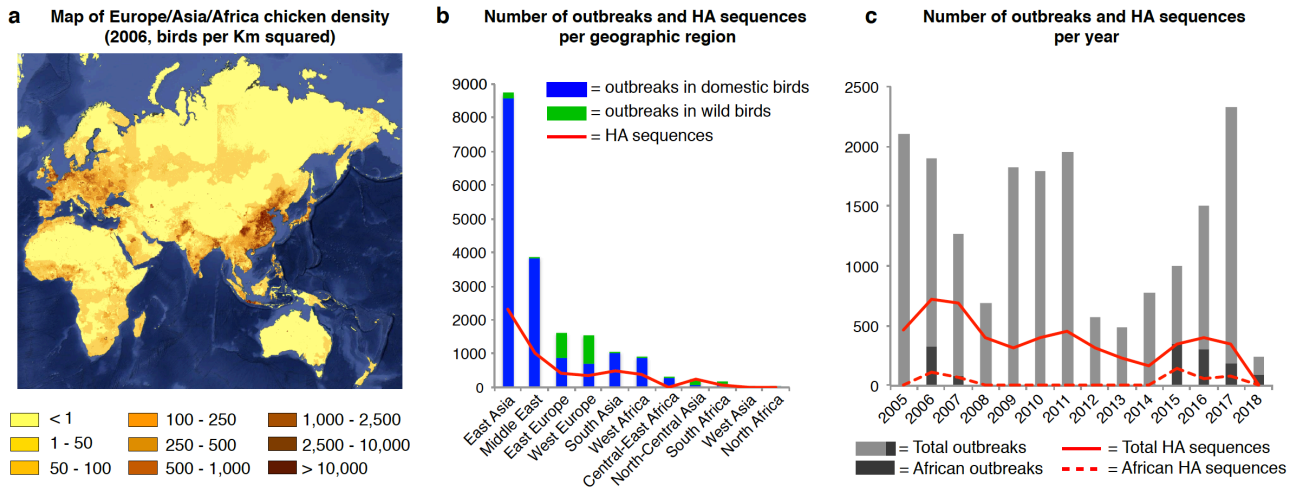 a Map of Europe/Asia/Africa chicken density
(2006, birds per Km squared)
< 1
1 - 50
50 - 100
100 - 250
250 - 500
500 - 1,000
1,000 - 2,500
2,500 - 10,000
> 10,000
b Number of outbreaks and HA sequences
per geographic region
9000
8000
7000
6000
5000
4000
3000
2000
1000
0
= outbreaks in domestic birds
= outbreaks in wild birds
= HA sequences
East Asia
Middle East
East Europe
West Europe
South Asia
West Africa
Central-East Africa
North-Central Asia
South Africa
West Asia
North Africa
c Number of outbreaks and HA sequences
per year
2500
2000
1500
1000
500
0
2005
2006
2007
2008
2009
2010
2011
2012
2013
2014
2015
2016
2017
2018
= Total outbreaks
= African outbreaks
= Total HA sequences
= African HA sequences